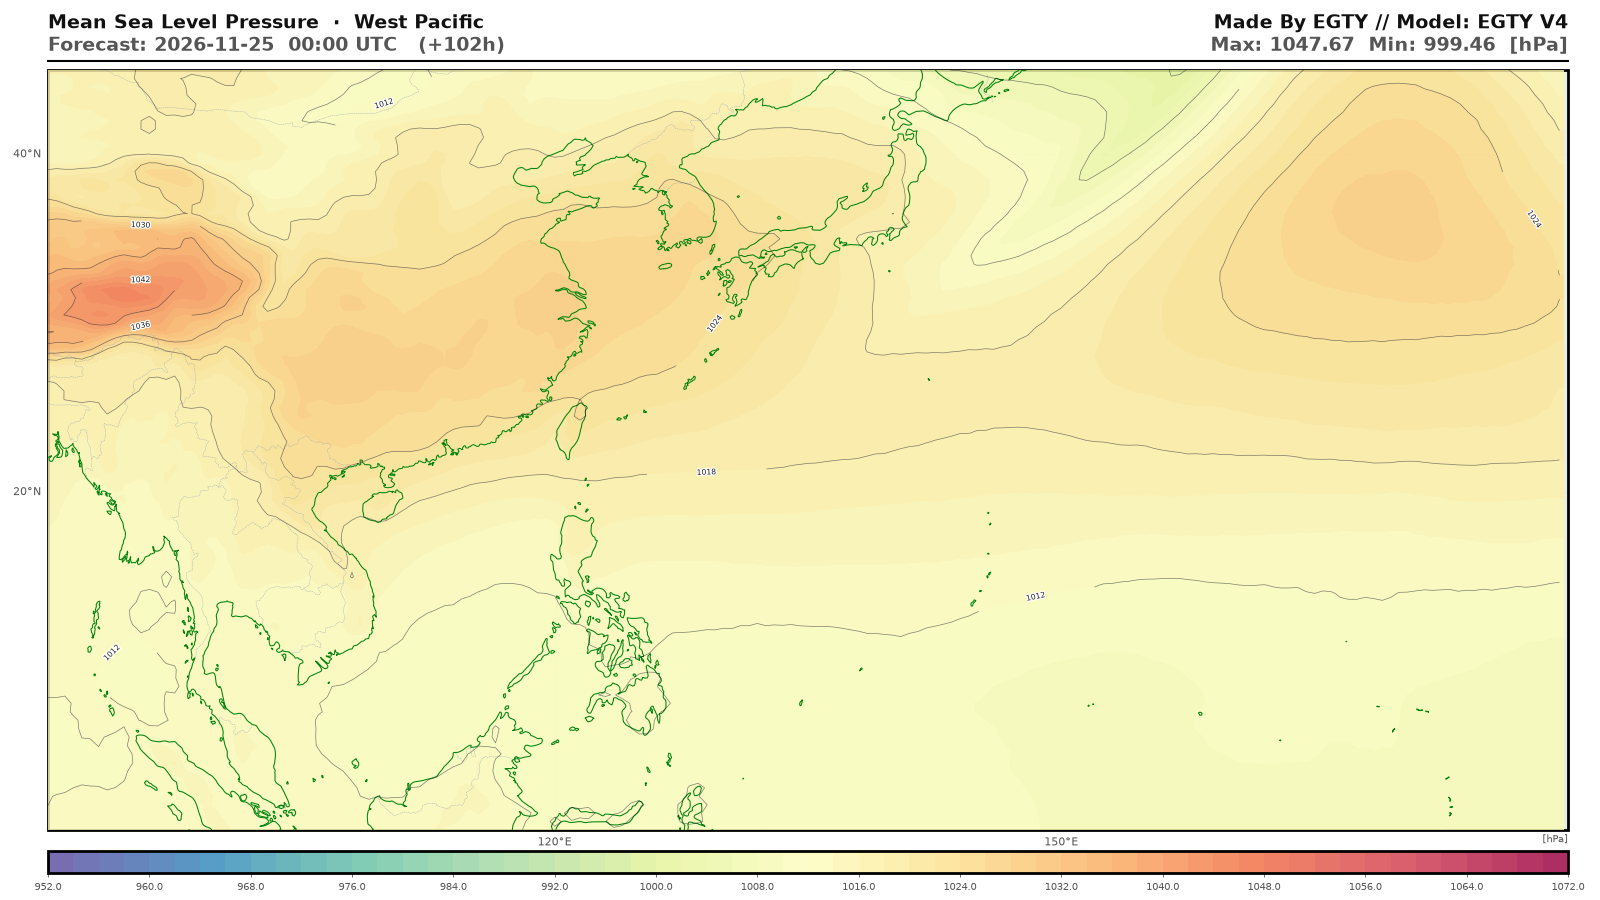 Mean Sea Level Pressure · West Pacific
Made By EGTY // Model: EGTY V4
Forecast: 2026-11-25 00:00 UTC (+102h)
Max: 1047.67 Min: 999.46 [hPa]
1012
40°N
1030
1024
1042
1036
1024
1018
20°N
1012
1012
120°E
150°E
[hPa]
952.0 960.0 968.0 976.0 984.0 992.0 1000.0 1008.0 1016.0 1024.0 1032.0 1040.0 1048.0 1056.0 1064.0 1072.0